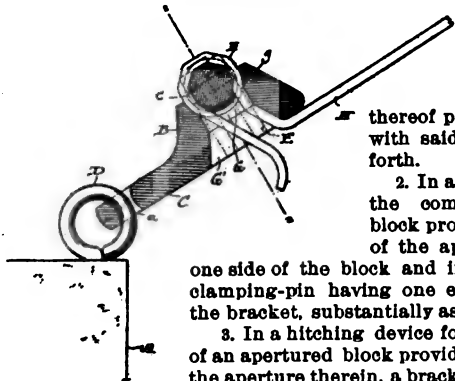 thereof p
with said
forth.
2. In a
the com
block pro
of the ap
one side of the block and i
clamping-pin having one e
the bracket, substantially as
3. In a hitching device fo
of an apertured block provid
the aperture therein, a brack
D
a
C
B
E
H